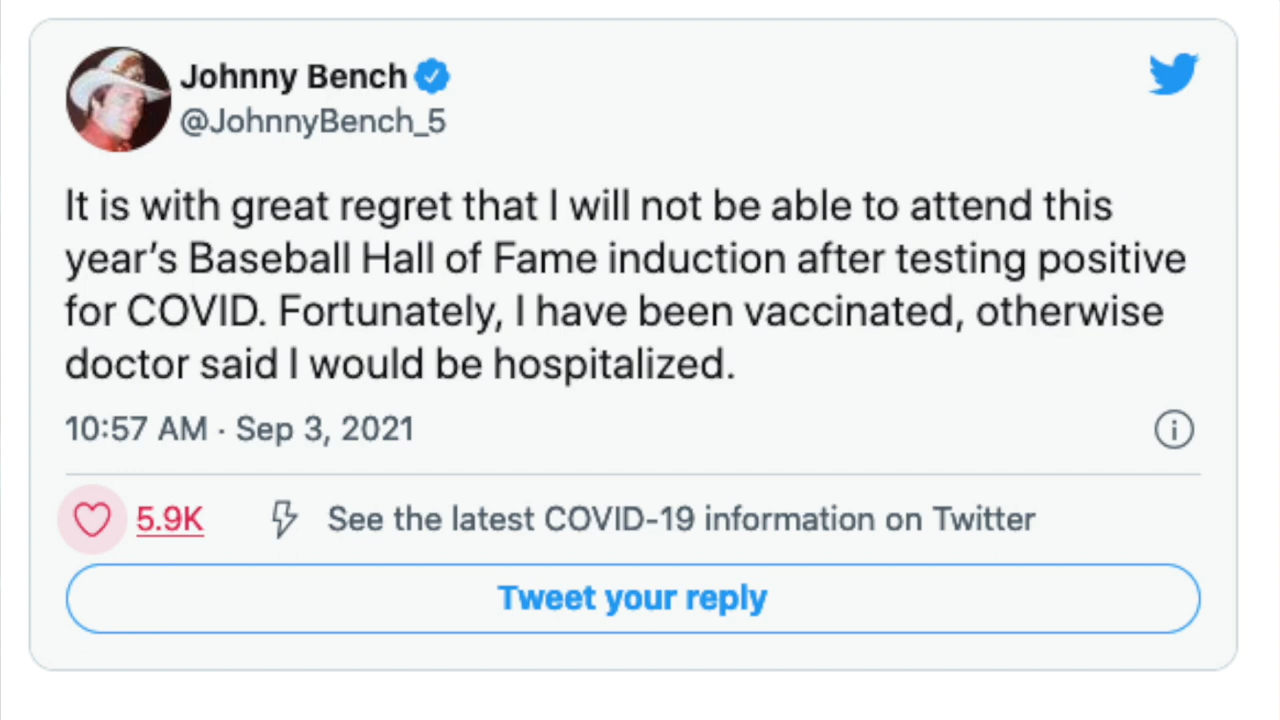 Johnny Bench
@JohnnyBench_5
It is with great regret that I will not be able to attend this
year’s Baseball Hall of Fame induction after testing positive
for COVID. Fortunately, I have been vaccinated, otherwise
doctor said I would be hospitalized.
10:57 AM · Sep 3, 2021
5.9K See the latest COVID-19 information on Twitter
Tweet your reply